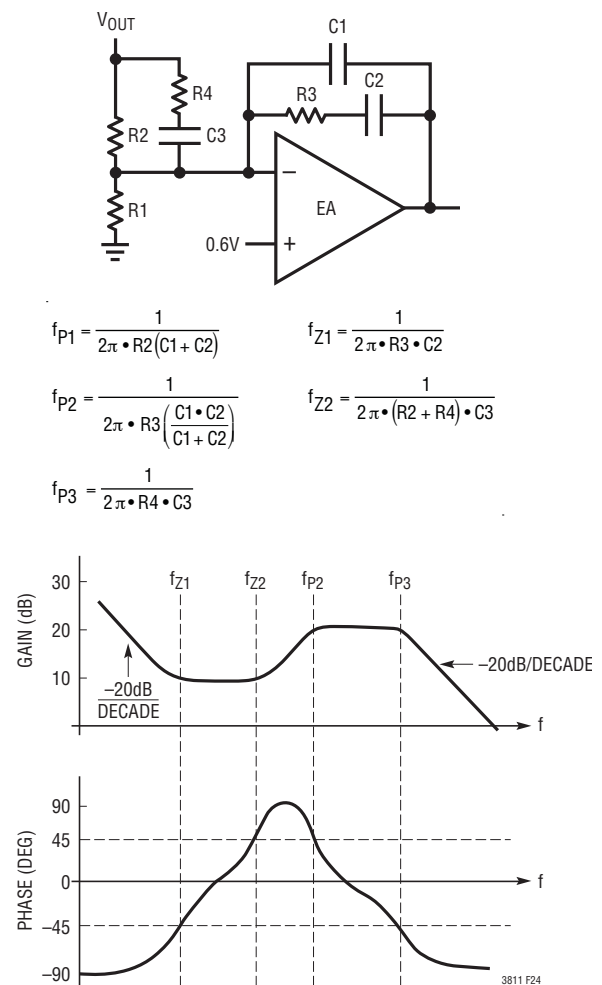 VOUT
C1
R4
R3
C2
R2
C3
R1
EA
–
+
0.6V
fP1 = 1 / 2π • R2(C1 + C2)
fZ1 = 1 / 2π • R3 • C2
fP2 = 1 / 2π • R3(C1 • C2 / C1 + C2)
fZ2 = 1 / 2π • (R2 + R4) • C3
fP3 = 1 / 2π • R4 • C3
fZ1 fZ2 fP2 fP3
GAIN (dB)
30
20
10
–20dB
DECADE
–20dB/DECADE
f
PHASE (DEG)
90
45
0
–45
–90
f
3811 F24